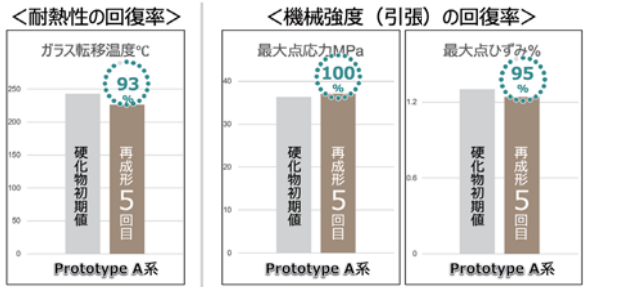 ＜耐熱性の回復率＞
ガラス転移温度℃
93
%
250
200
150
100
50
0
硬化物初期値
再成形5回目
Prototype A系
＜機械強度（引張）の回復率＞
最大点応力MPa
100
%
40
30
20
10
0
硬化物初期値
再成形5回目
Prototype A系
最大点ひずみ%
95
%
1.2
0.6
0
硬化物初期値
再成形5回目
Prototype A系